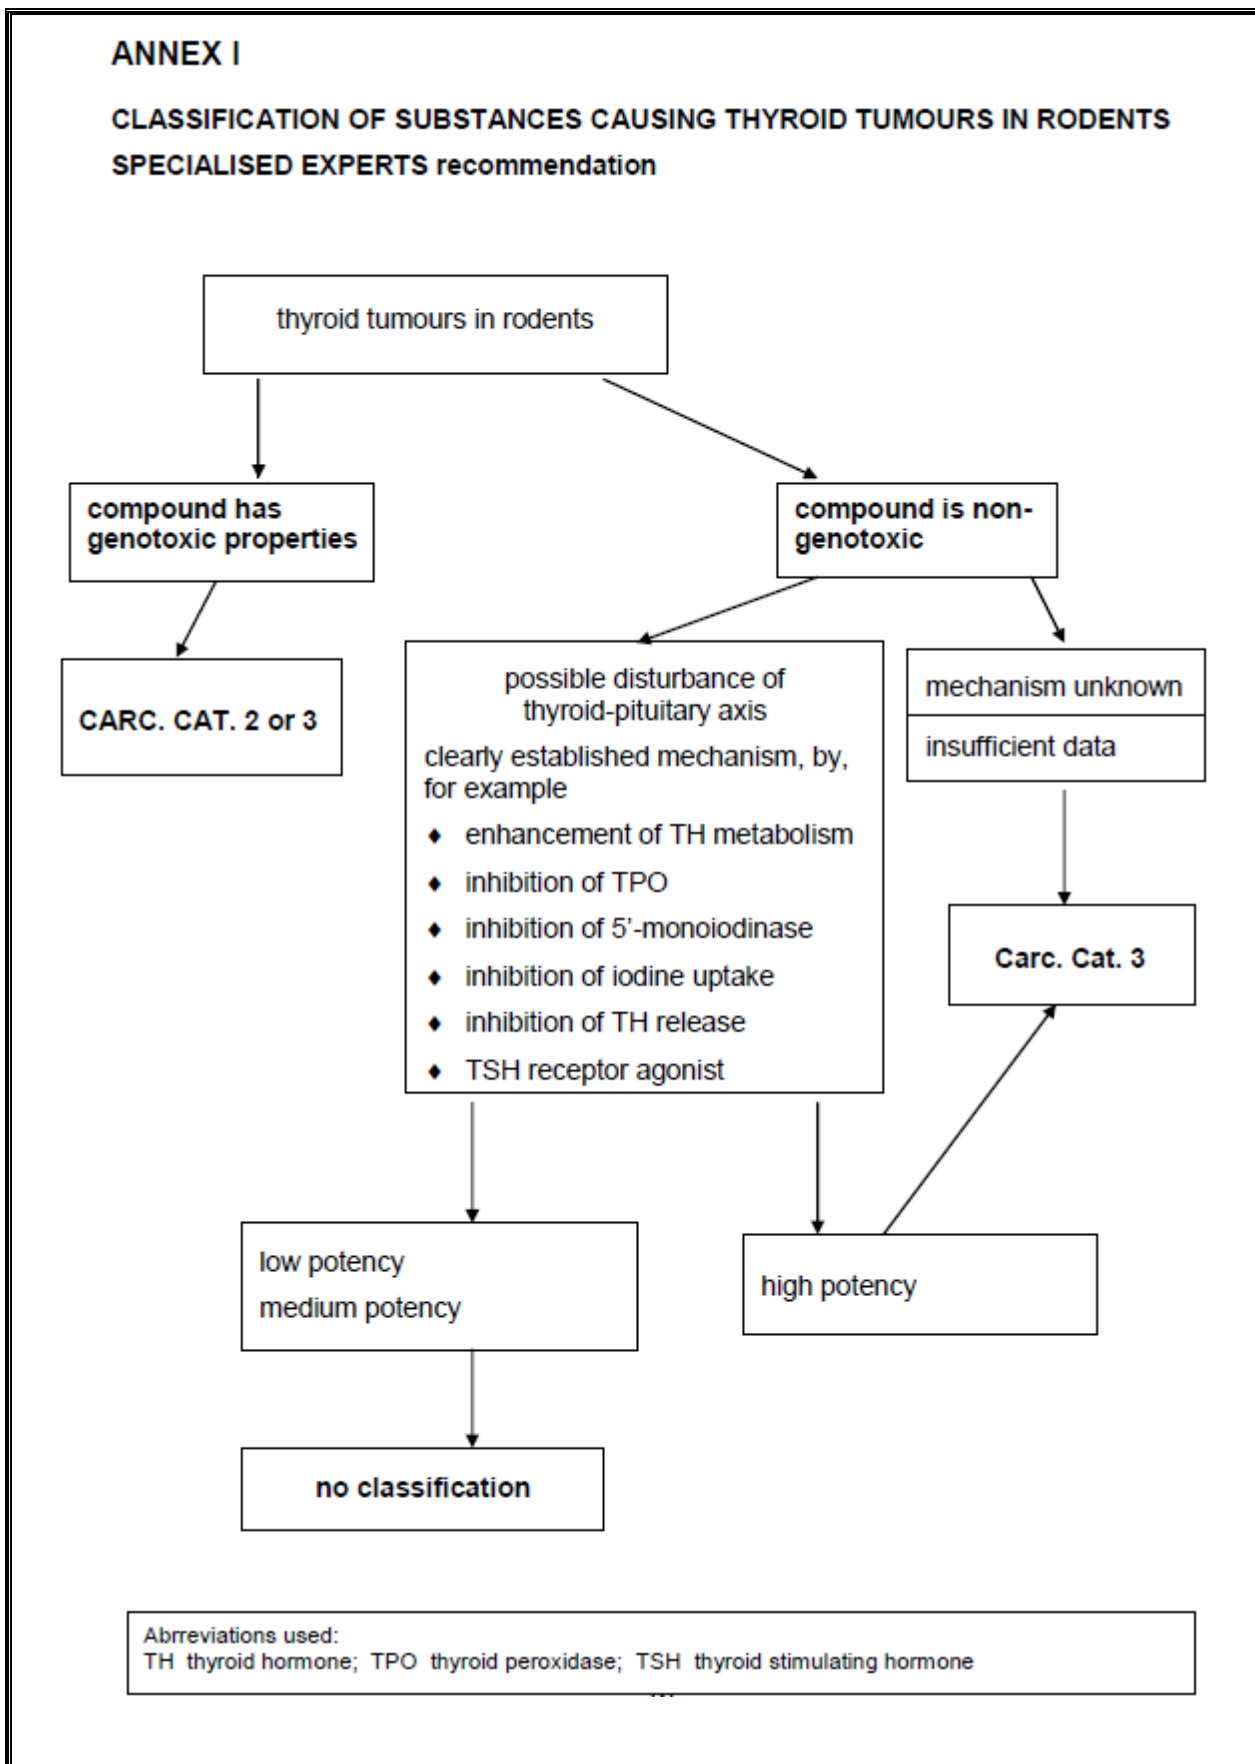 ANNEX I
CLASSIFICATION OF SUBSTANCES CAUSING THYROID TUMOURS IN RODENTS
SPECIALISED EXPERTS recommendation
thyroid tumours in rodents
compound has
genotoxic properties
compound is non-
genotoxic
CARC. CAT. 2 or 3
possible disturbance of
thyroid-pituitary axis
clearly established mechanism, by,
for example
♦ enhancement of TH metabolism
♦ inhibition of TPO
♦ inhibition of 5'-monoiodinase
♦ inhibition of iodine uptake
♦ inhibition of TH release
♦ TSH receptor agonist
mechanism unknown
insufficient data
Carc. Cat. 3
low potency
medium potency
high potency
no classification
Abrreviations used:
TH thyroid hormone; TPO thyroid peroxidase; TSH thyroid stimulating hormone